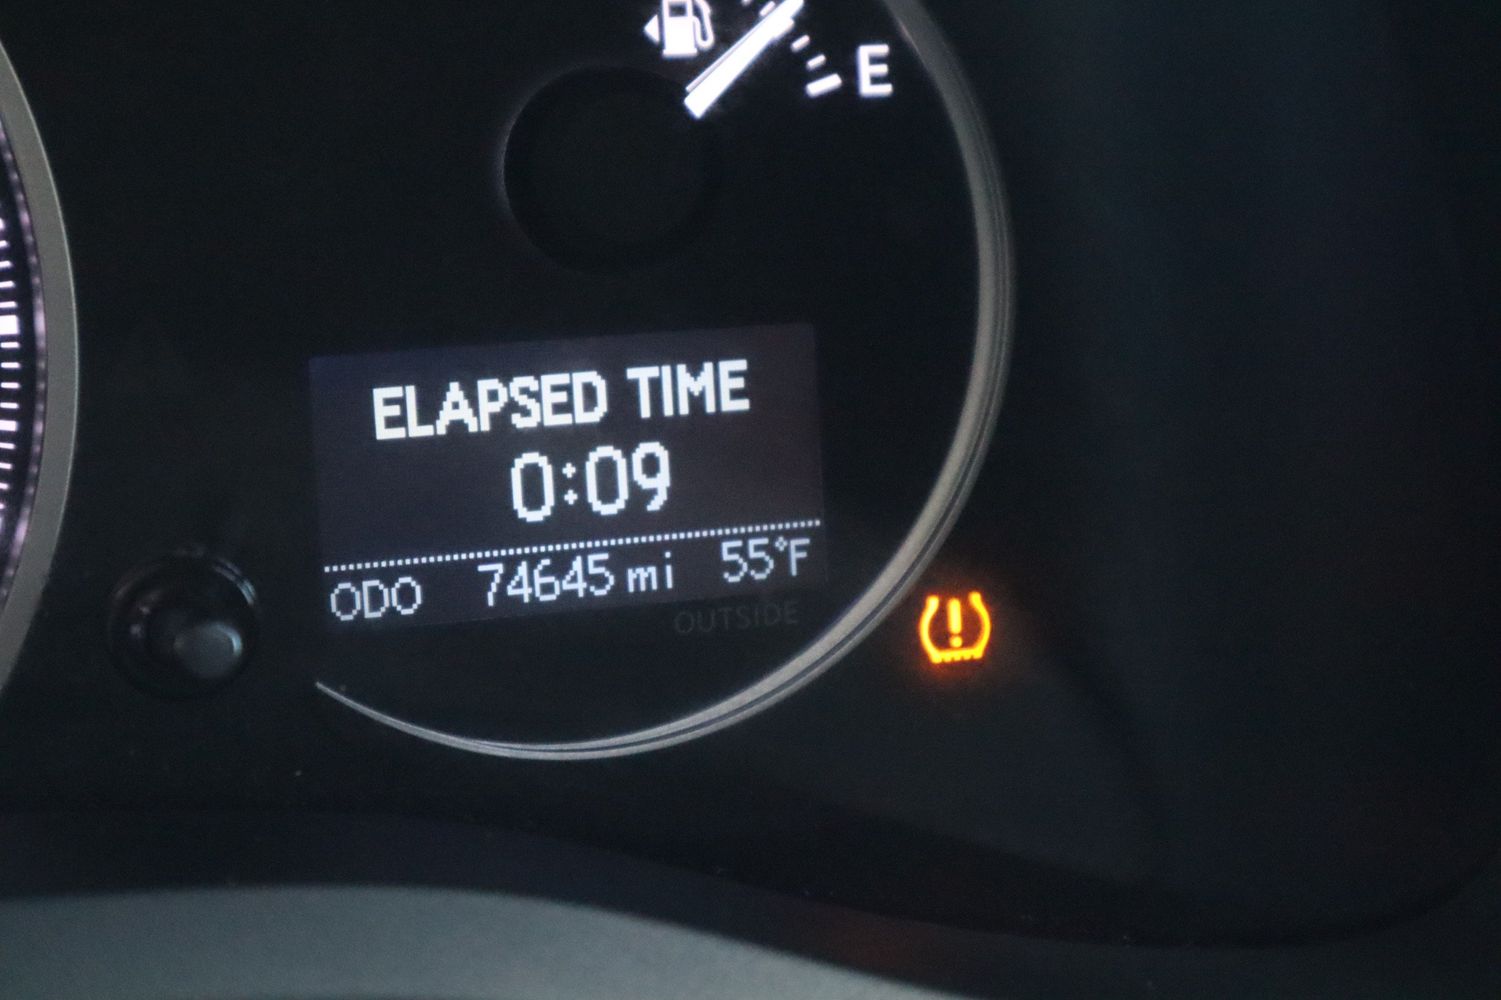 E
ELAPSED TIME
0:09
ODO 74645 mi 55°F
OUTSIDE